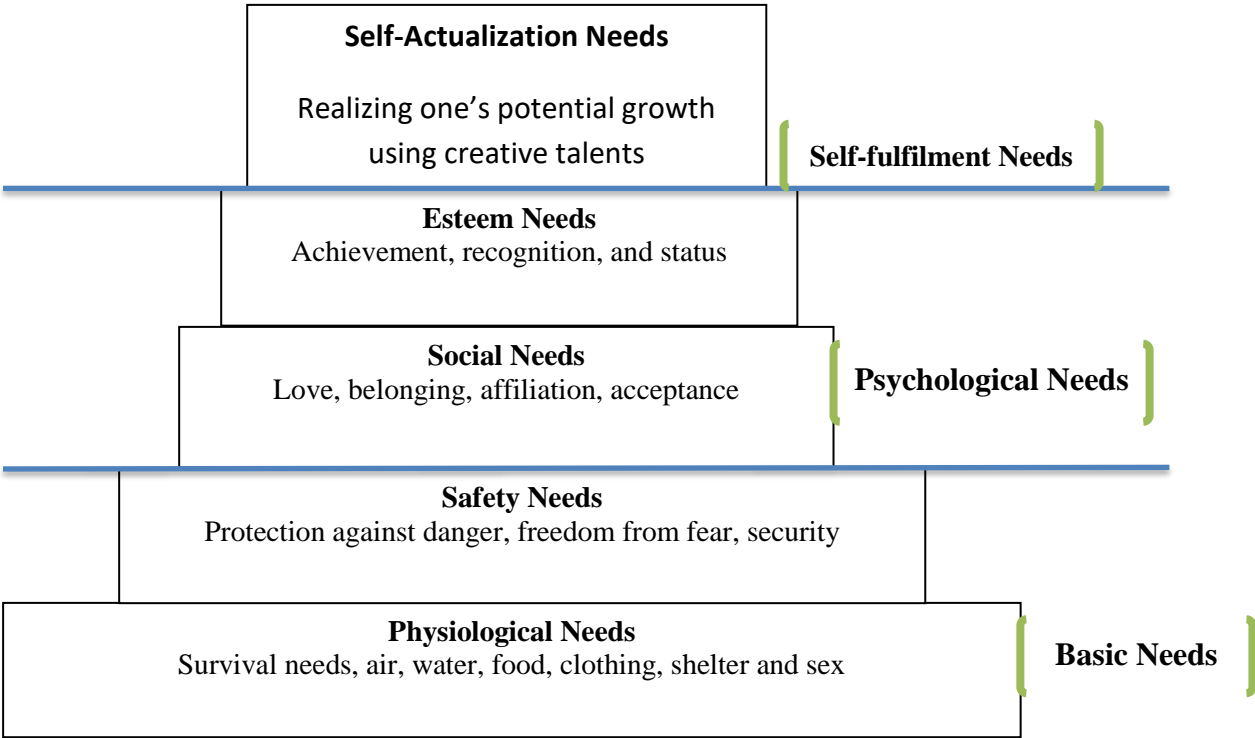 Self-Actualization Needs
Realizing one’s potential growth
using creative talents
Self-fulfilment Needs
Esteem Needs
Achievement, recognition, and status
Social Needs
Love, belonging, affiliation, acceptance
Psychological Needs
Safety Needs
Protection against danger, freedom from fear, security
Physiological Needs
Survival needs, air, water, food, clothing, shelter and sex
Basic Needs